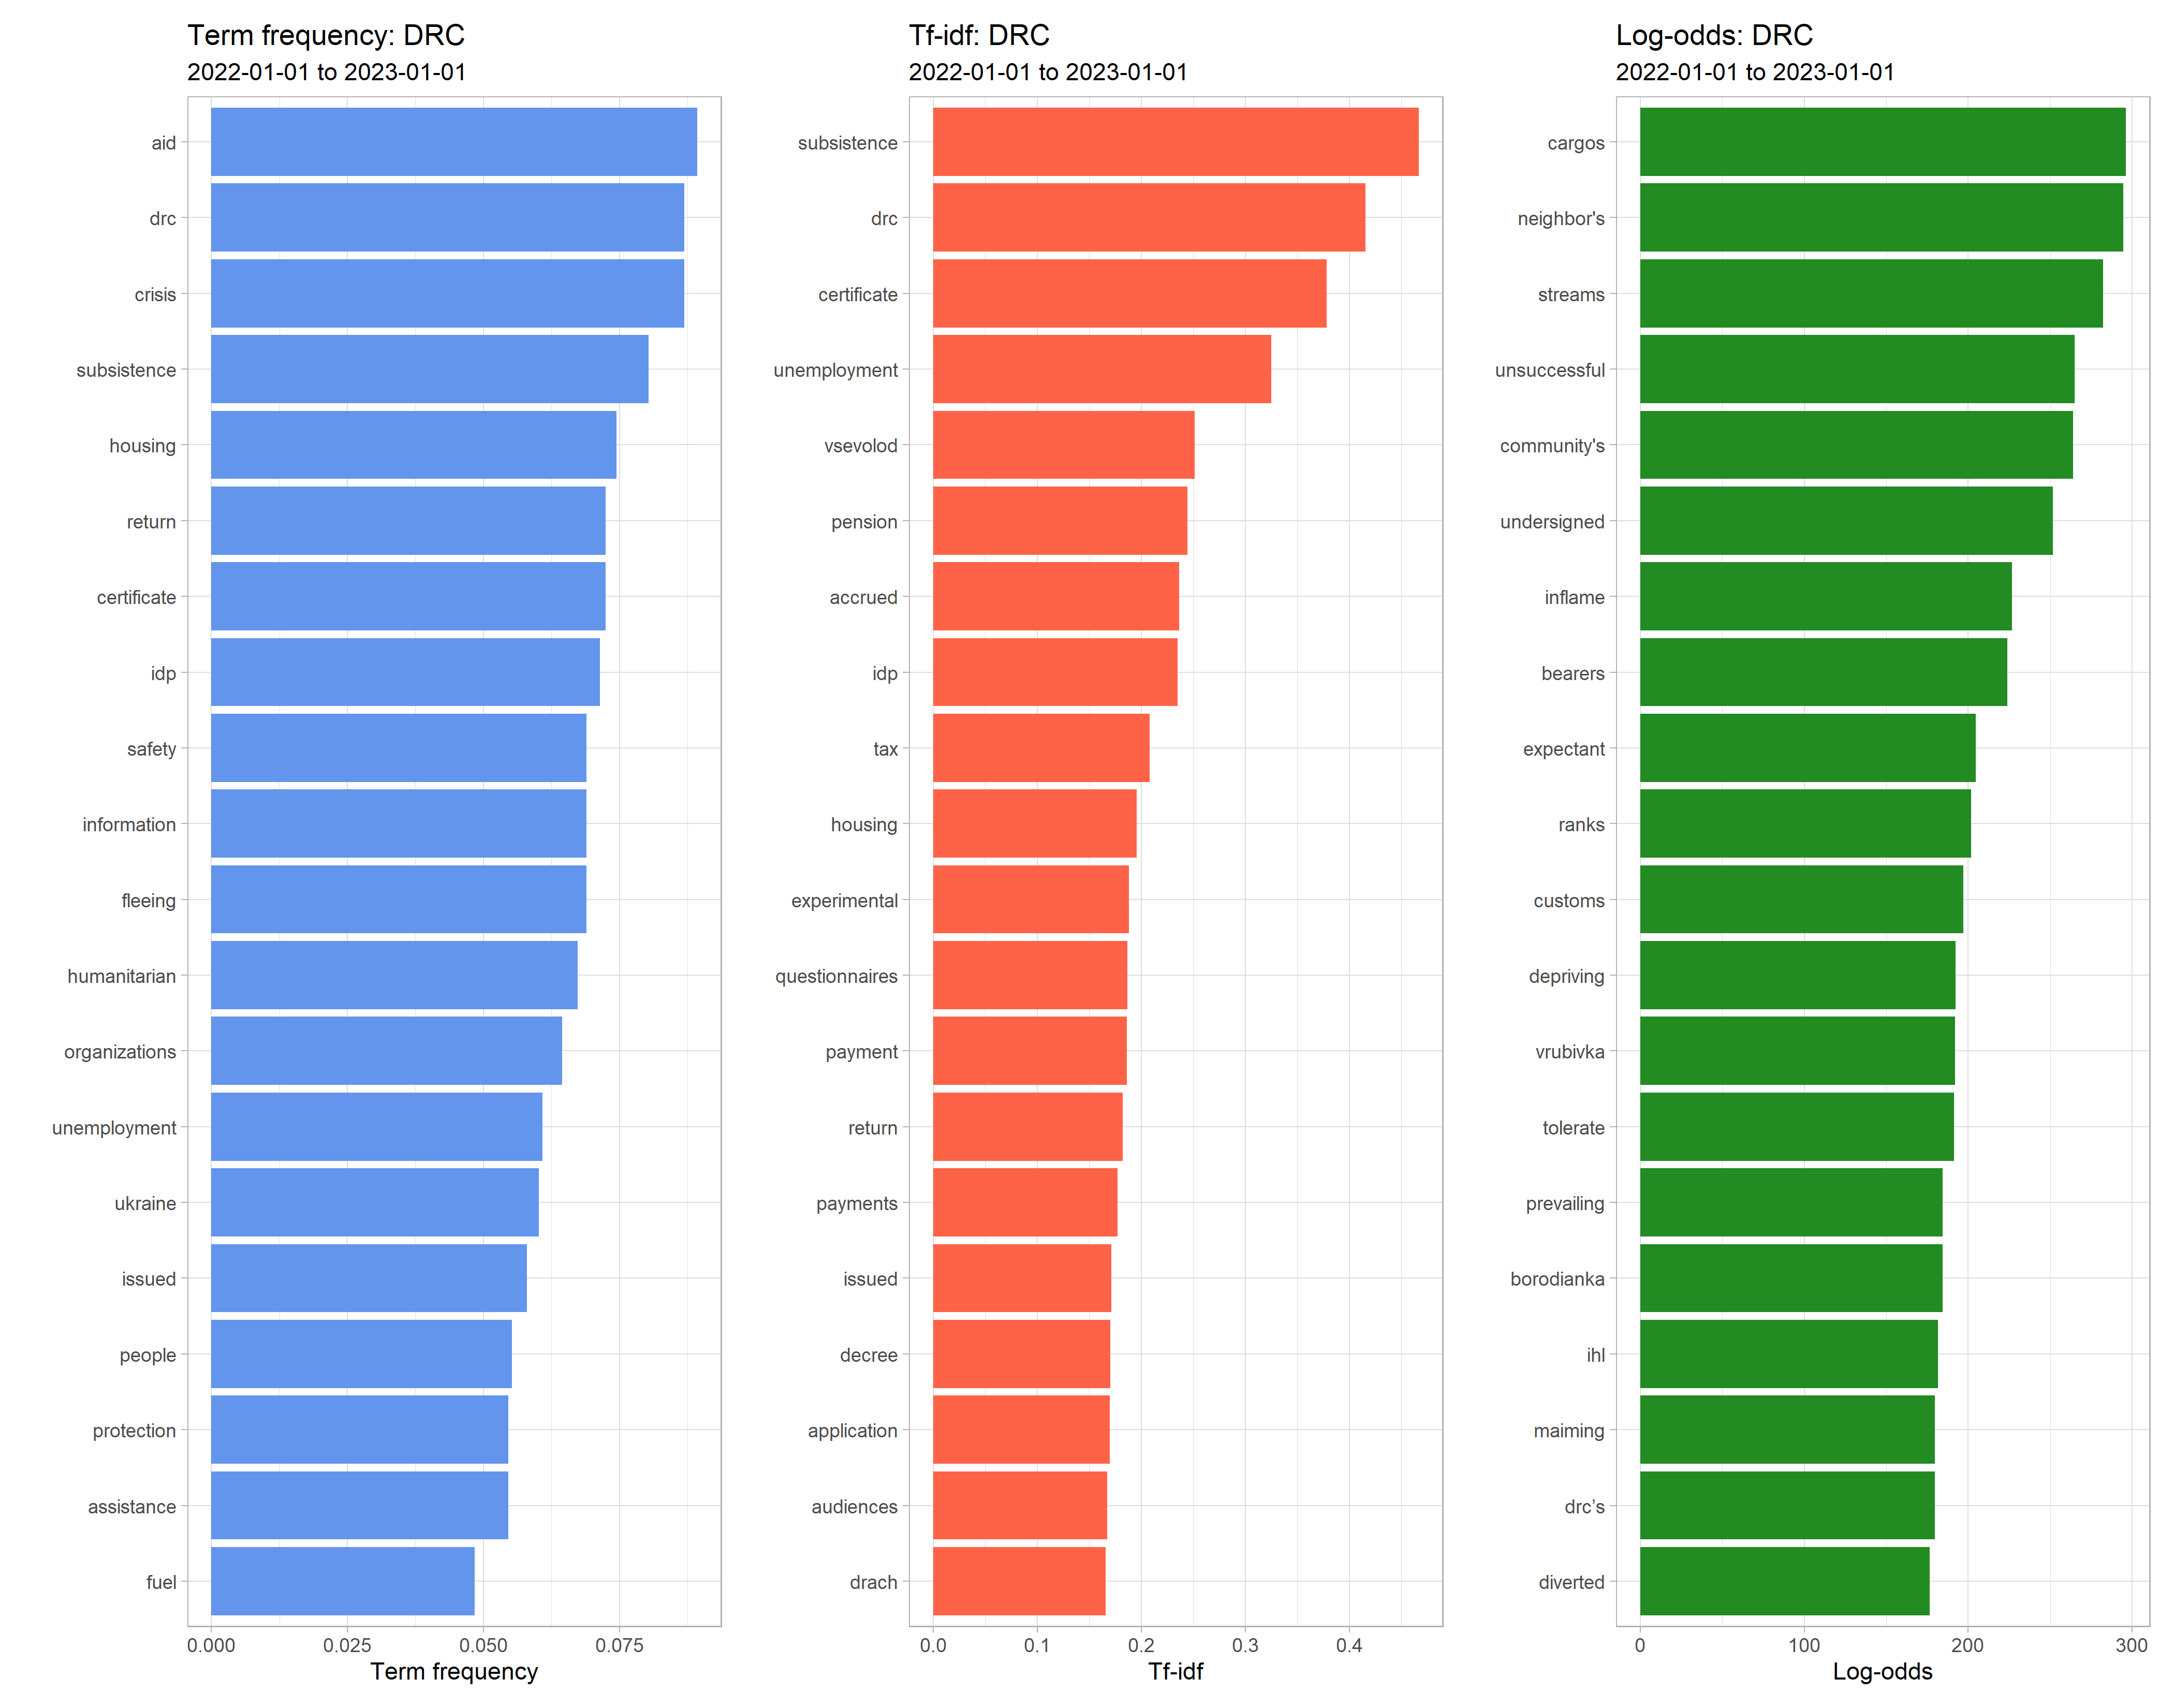 Term frequency: DRC
2022-01-01 to 2023-01-01
aid
drc
crisis
subsistence
housing
return
certificate
idp
safety
information
fleeing
humanitarian
organizations
unemployment
ukraine
issued
people
protection
assistance
fuel
0.000 0.025 0.050 0.075
Term frequency
Tf-idf: DRC
2022-01-01 to 2023-01-01
subsistence
drc
certificate
unemployment
vsevolod
pension
accrued
idp
tax
housing
experimental
questionnaires
payment
return
payments
issued
decree
application
audiences
drach
0.0 0.1 0.2 0.3 0.4
Tf-idf
Log-odds: DRC
2022-01-01 to 2023-01-01
cargos
neighbor's
streams
unsuccessful
community's
undersigned
inflame
bearers
expectant
ranks
customs
depriving
vrubivka
tolerate
prevailing
borodianka
ihl
maiming
drc’s
diverted
0 100 200 300
Log-odds